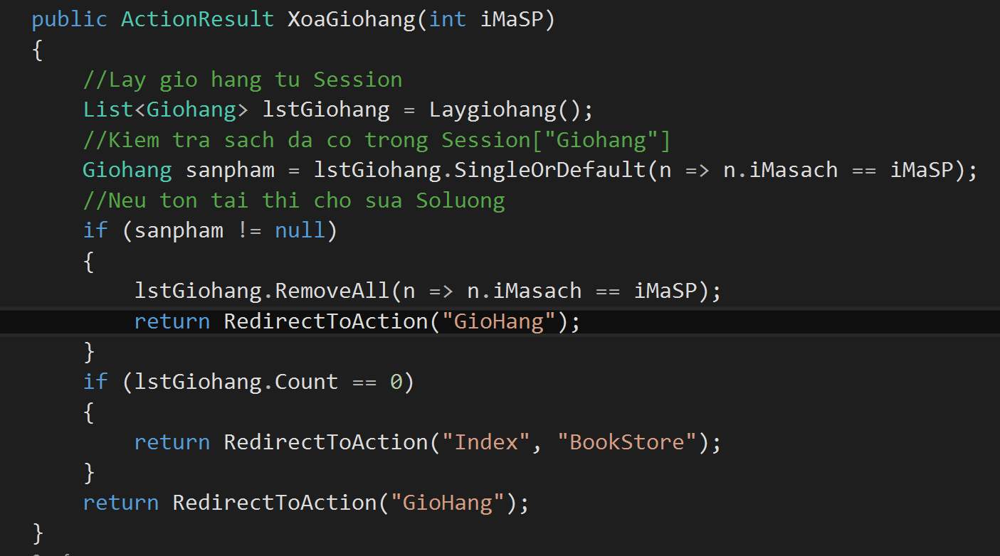 public ActionResult XoaGiohang(int iMaSP)
{
    //Lay gio hang tu Session
    List<Giohang> lstGiohang = Laygiohang();
    //Kiem tra sach da co trong Session["Giohang"]
    Giohang sanpham = lstGiohang.SingleOrDefault(n => n.iMasach == iMaSP);
    //Neu ton tai thi cho sua Soluong
    if (sanpham != null)
    {
        lstGiohang.RemoveAll(n => n.iMasach == iMaSP);
        return RedirectToAction("GioHang");
    }
    if (lstGiohang.Count == 0)
    {
        return RedirectToAction("Index", "BookStore");
    }
    return RedirectToAction("GioHang");
}